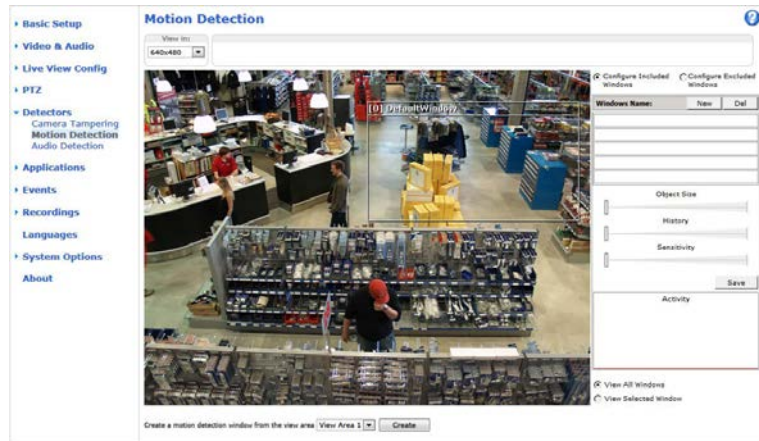 Motion Detection
?
Basic Setup
Video & Audio
Live View Config
PTZ
Detectors
Camera Tampering
Motion Detection
Audio Detection
Applications
Events
Recordings
Languages
System Options
About
View in:
640x480
[0] DefaultWindow
Configure Included Windows
Configure Excluded Windows
Windows Name:
New
Del
Object Size
History
Sensitivity
Save
Activity
View All Windows
View Selected Window
Create a motion detection window from the view area
View Area 1
Create